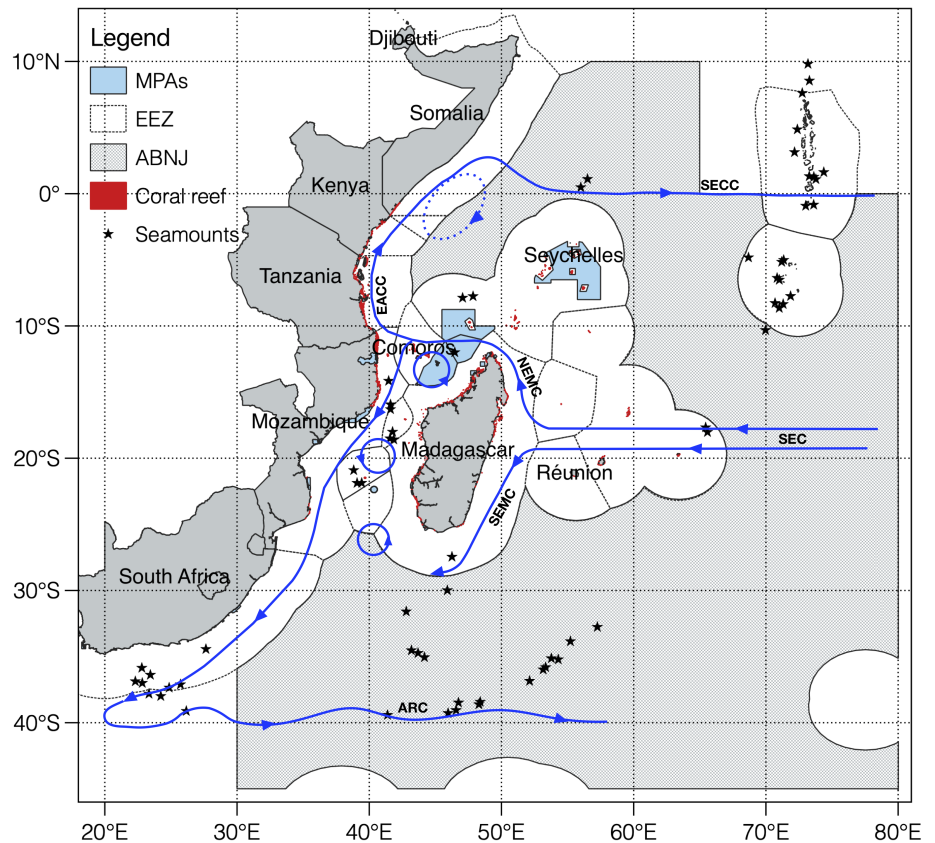 Legend
MPAs
EEZ
ABNJ
Coral reef
Seamounts
Djibouti
Somalia
Kenya
Tanzania
Seychelles
Comoros
Mozambique
Madagascar
Réunion
South Africa
SECC
EACC
NEMC
SEC
SEMC
ARC
10°N
0°
10°S
20°S
30°S
40°S
20°E
30°E
40°E
50°E
60°E
70°E
80°E